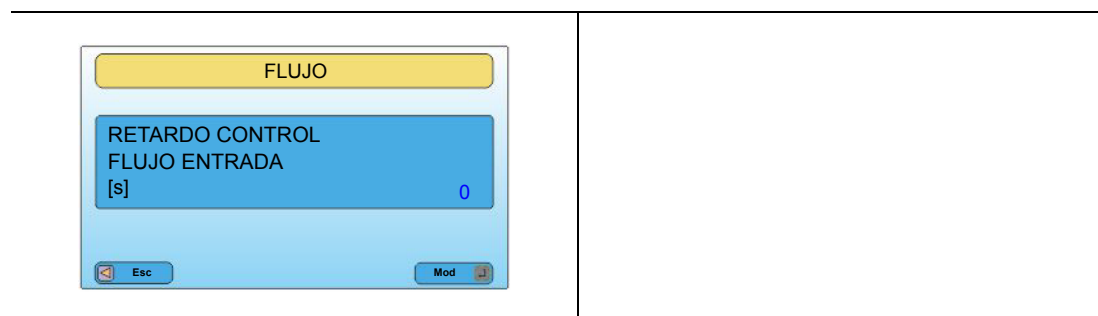 FLUJO
RETARDO CONTROL
FLUJO ENTRADA
[s]
0
Esc
Mod